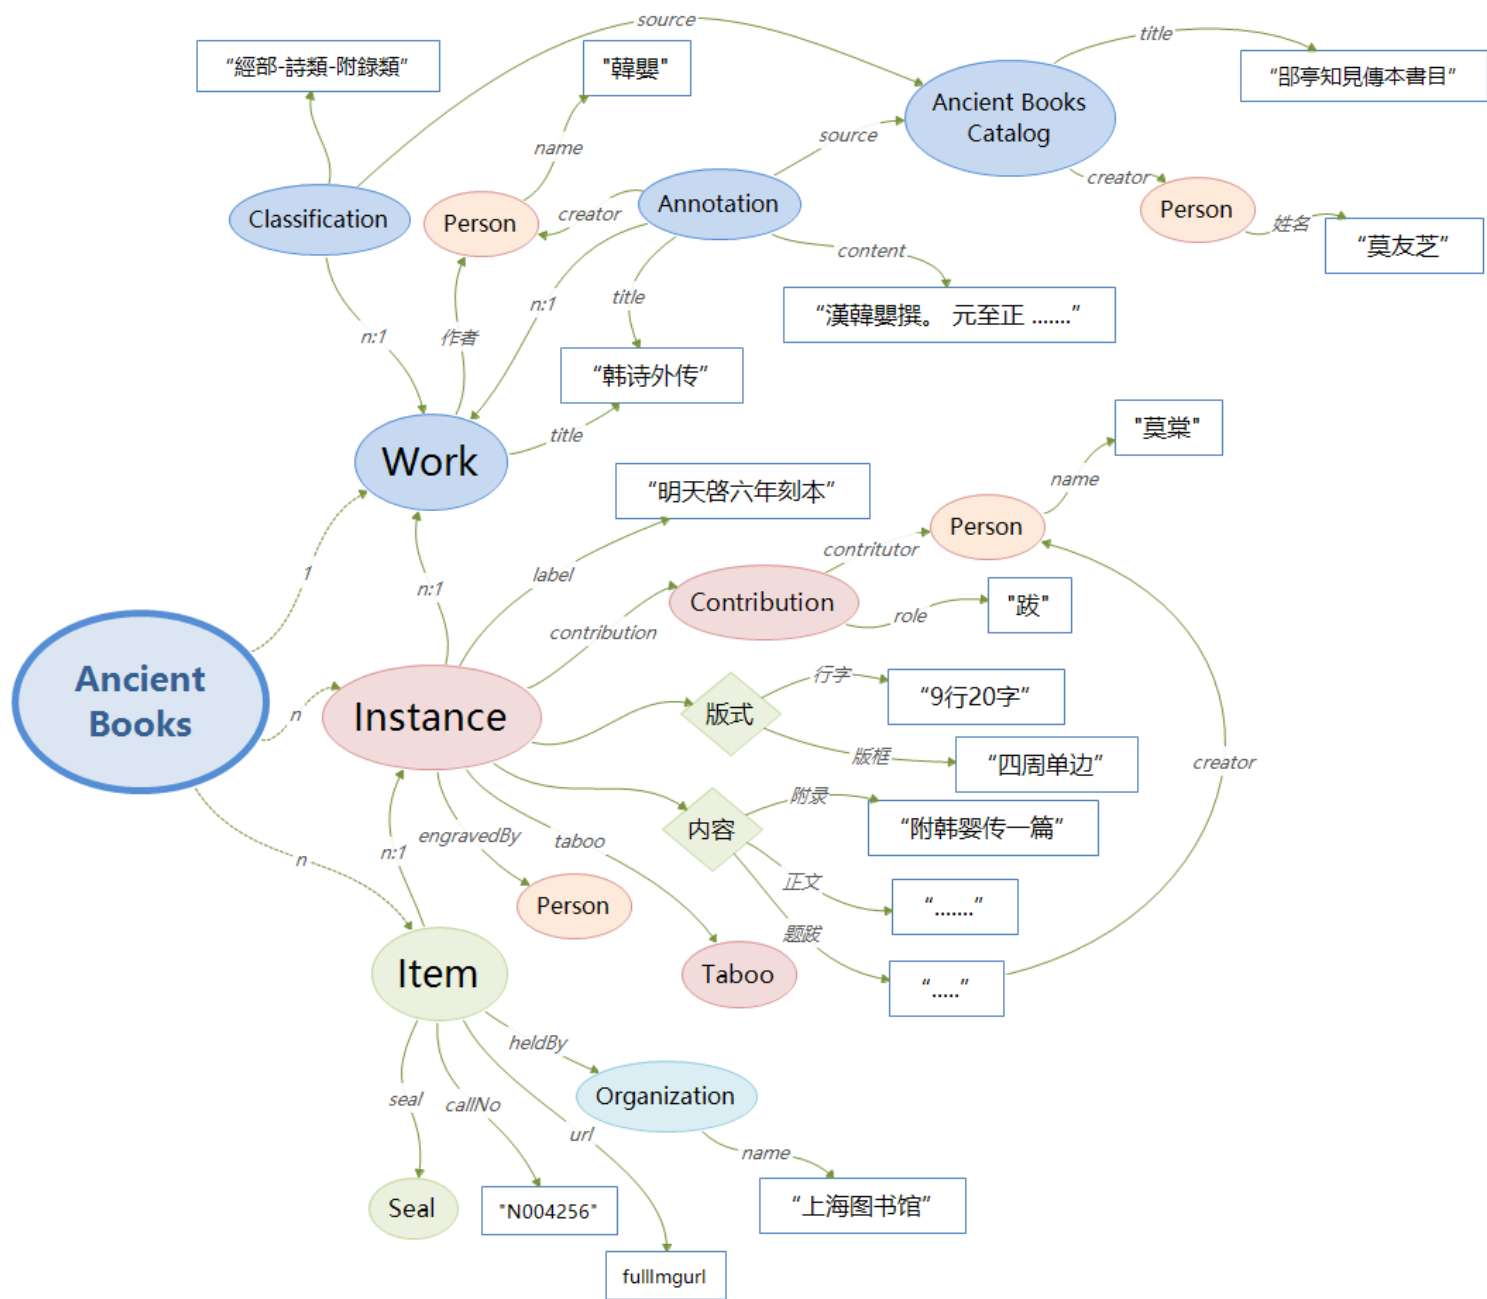 source
title
“經部-詩類-附錄類”
"韓嬰"
“郘亭知見傳本書目”
Ancient Books
Catalog
source
name
creator
Classification
Person
creator
Annotation
Person
姓名
“莫友芝”
content
n:1
title
“漢韓嬰撰。 元至正 .......”
n:1
作者
“韩诗外传”
title
Work
"莫棠"
name
“明天啓六年刻本”
Person
contritutor
1
n:1
label
Contribution
role
"跋"
contribution
Ancient
Books
n
Instance
版式
行字
“9行20字”
版框
“四周单边”
creator
内容
附录
“附韩婴传一篇”
engravedBy
taboo
n:1
n
正文
“.......”
Person
题跋
“.....”
Item
Taboo
heldBy
Organization
seal
callNo
url
name
Seal
"N004256"
“上海图书馆”
fullImgurl